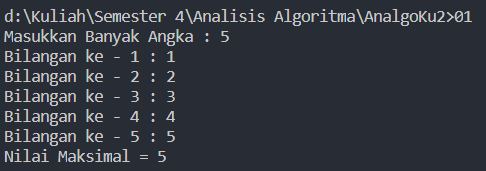 d:\Kuliah\Semester 4\Analisis Algoritma\AnalgoKu2>01
Masukkan Banyak Angka : 5
Bilangan ke - 1 : 1
Bilangan ke - 2 : 2
Bilangan ke - 3 : 3
Bilangan ke - 4 : 4
Bilangan ke - 5 : 5
Nilai Maksimal = 5